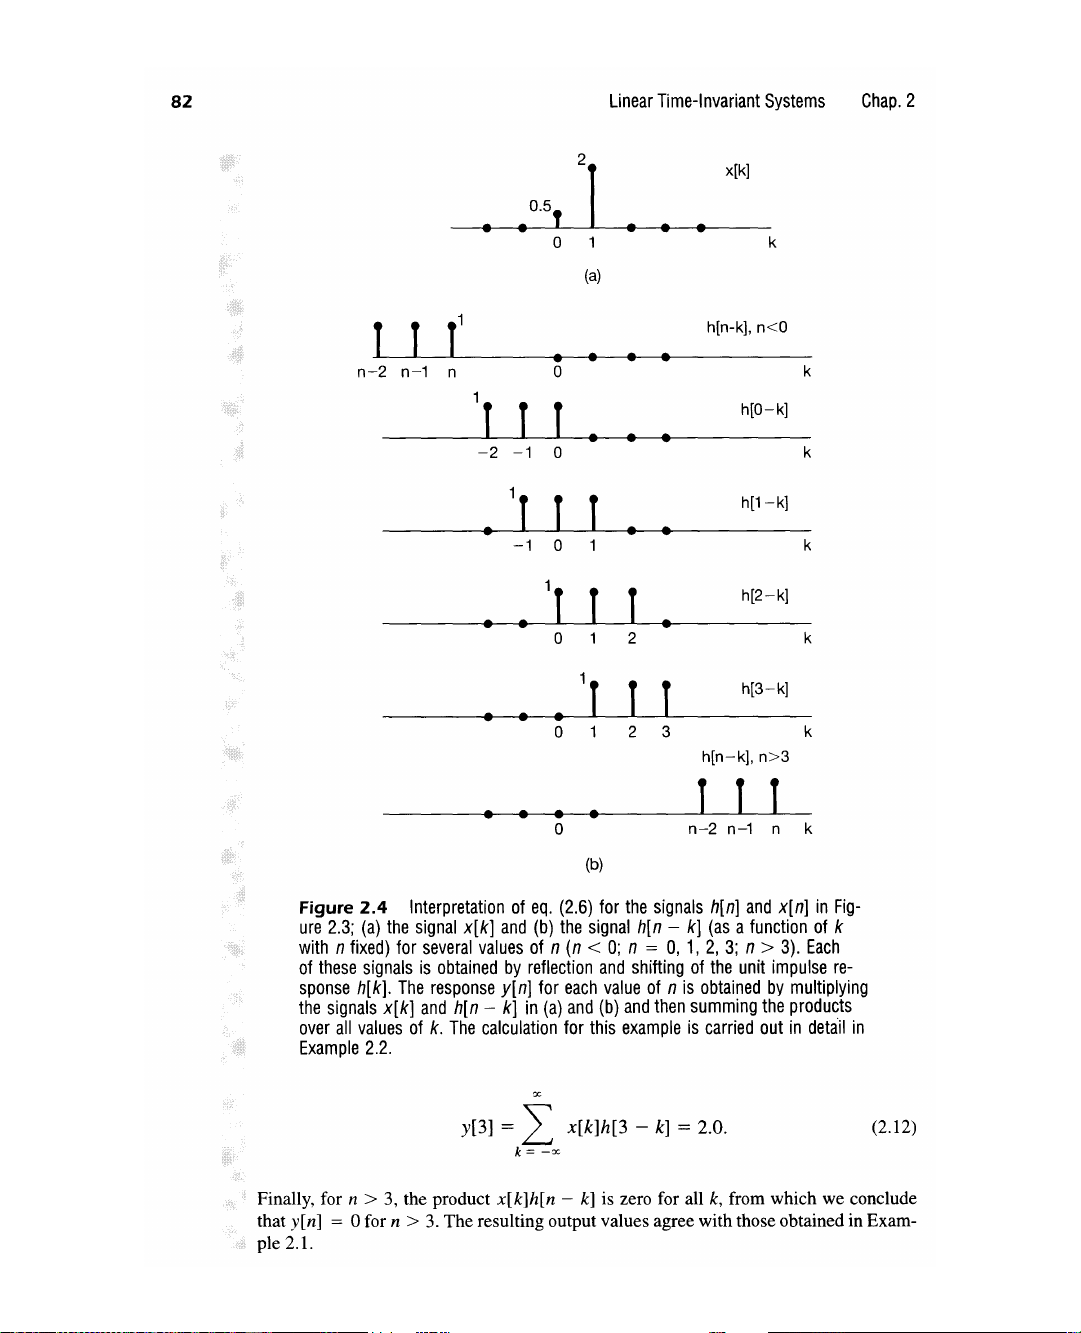 82 Linear Time-Invariant Systems Chap. 2
2 x[k]
0.5
0 1 k
(a)
1 h[n-k], n<0
n−2 n−1 n 0 k
1 h[0−k]
−2 −1 0 k
1 h[1−k]
−1 0 1 k
1 h[2−k]
0 1 2 k
1 h[3−k]
0 1 2 3 k
h[n−k], n>3
0 n−2 n−1 n k
(b)
Figure 2.4 Interpretation of eq. (2.6) for the signals h[n] and x[n] in Fig-
ure 2.3; (a) the signal x[k] and (b) the signal h[n − k] (as a function of k
with n fixed) for several values of n (n < 0; n = 0, 1, 2, 3; n > 3). Each
of these signals is obtained by reflection and shifting of the unit impulse re-
sponse h[k]. The response y[n] for each value of n is obtained by multiplying
the signals x[k] and h[n − k] in (a) and (b) and then summing the products
over all values of k. The calculation for this example is carried out in detail in
Example 2.2.
∞
y[3] = ∑ x[k]h[3 − k] = 2.0. (2.12)
k = −∞
Finally, for n > 3, the product x[k]h[n − k] is zero for all k, from which we conclude
that y[n] = 0 for n > 3. The resulting output values agree with those obtained in Exam-
ple 2.1.